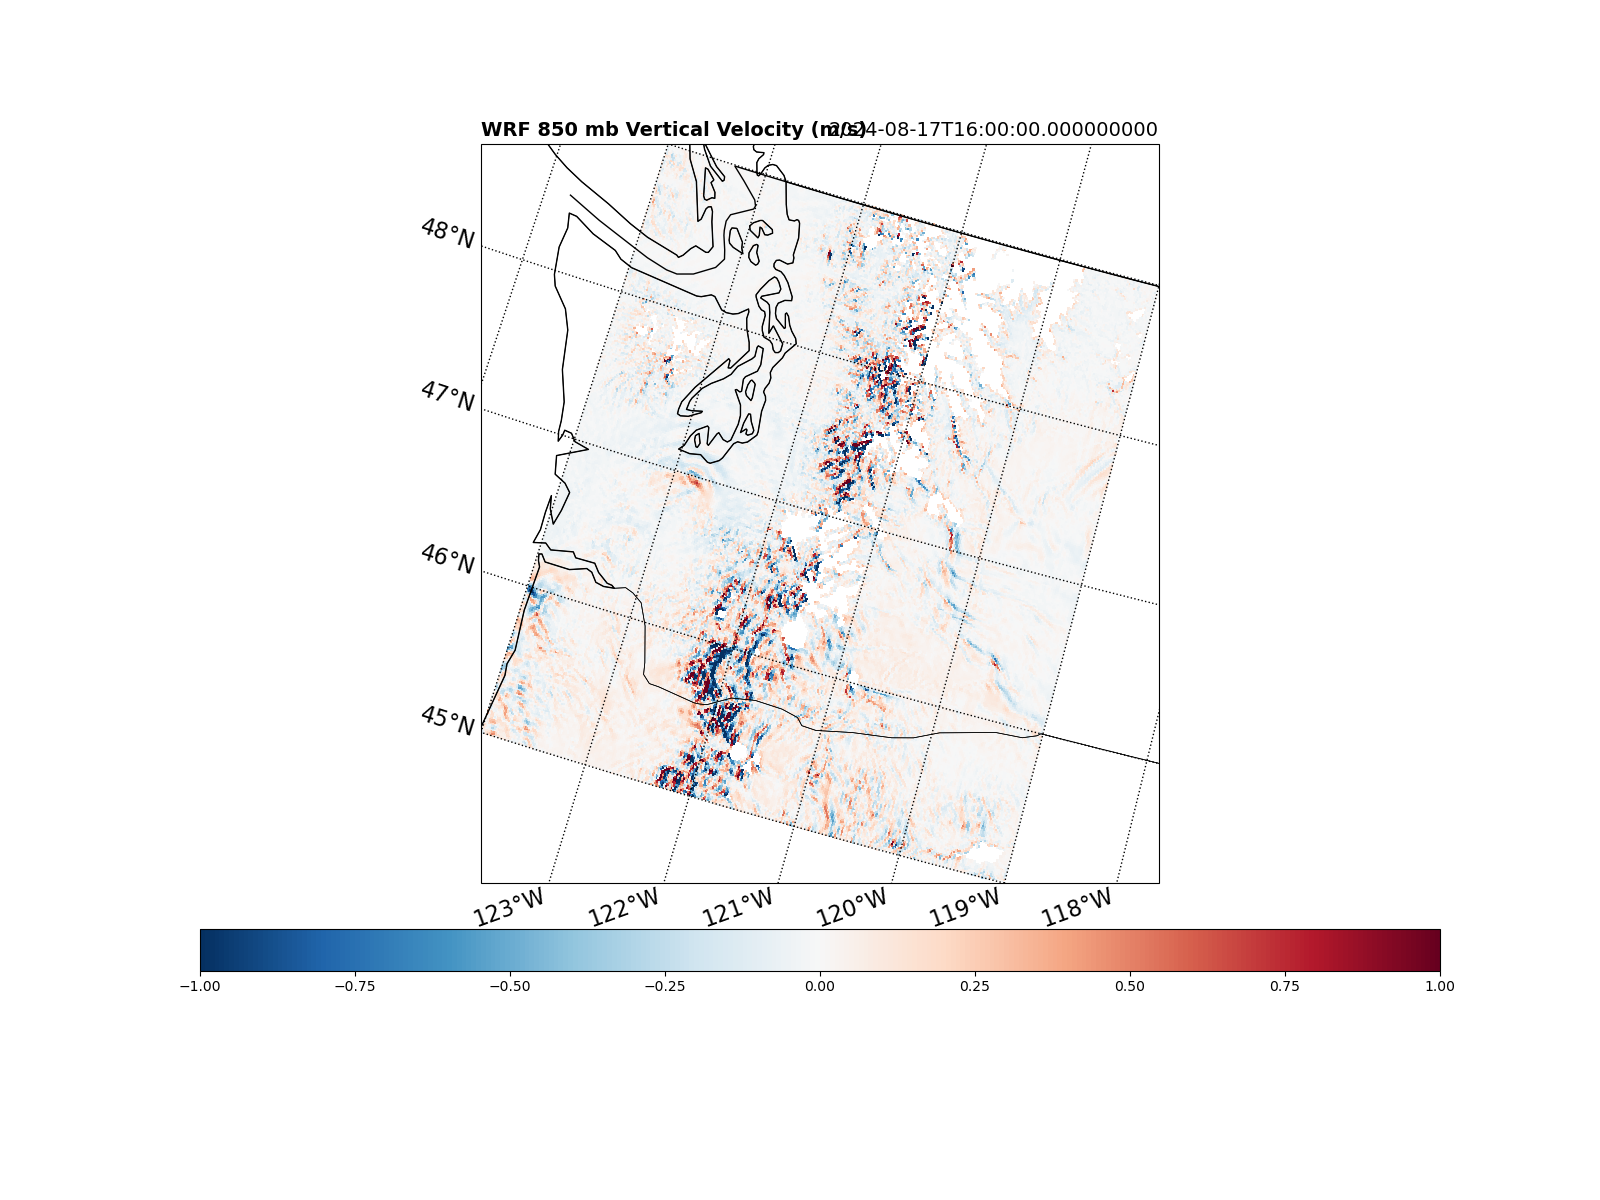 WRF 850 mb Vertical Velocity (m/s) 2024-08-17T16:00:00.000000000
48°N
47°N
46°N
45°N
123°W 122°W 121°W 120°W 119°W 118°W
−1.00 −0.75 −0.50 −0.25 0.00 0.25 0.50 0.75 1.00